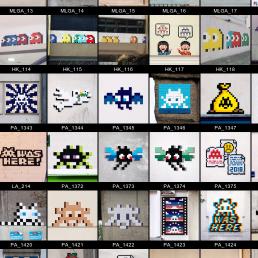 MLGA_13 MLGA_14 MLGA_15 MLGA_16 MLGA_17
HK_114 HK_115 HK_116 HK_117 HK_118
PA_1343 PA_1344 PA_1345 PA_1346 PA_1347
WAS
HERE!
LA_214 PA_1372 PA_1373 PA_1374 PA_1375
2018
WAS
HERE
PA_1420 PA_1421 PA_1422 PA_1423 PA_1424